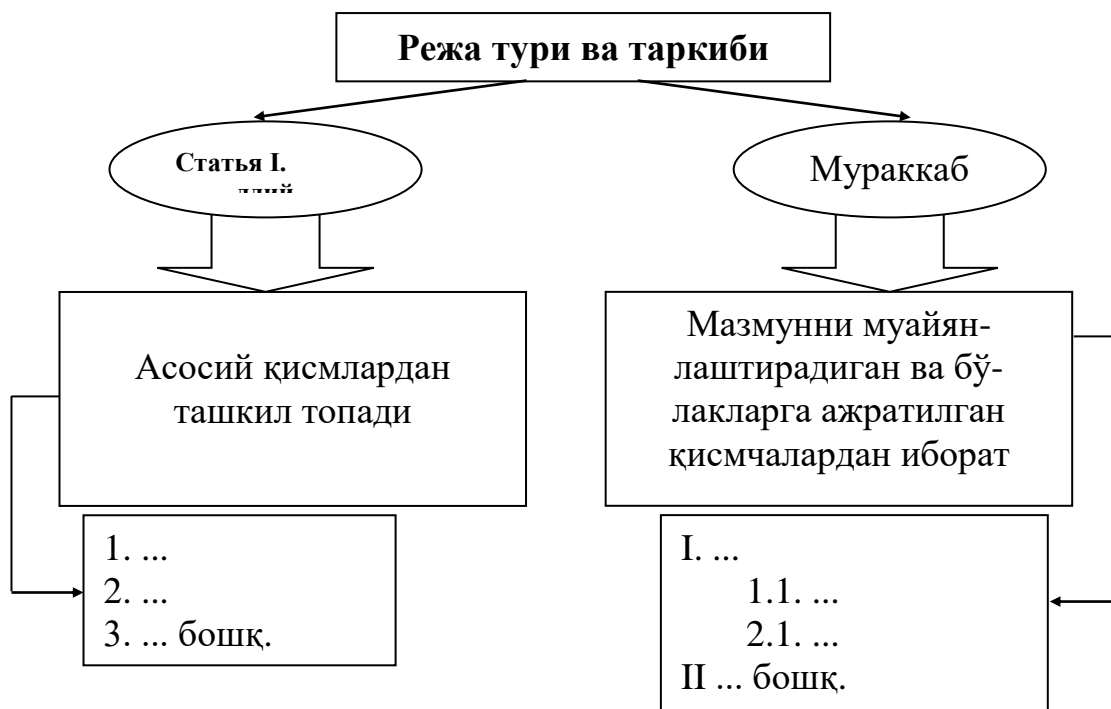 Режа тури ва таркиби
Статья I.
Мураккаб
Асосий қисмлардан
ташкил топади
Мазмунни муайян-
лаштирадиган ва бў-
лакларга ажратилган
қисмчалардан иборат
1. ...
2. ...
3. ... бошқ.
I. ...
1.1. ...
2.1. ...
II ... бошқ.